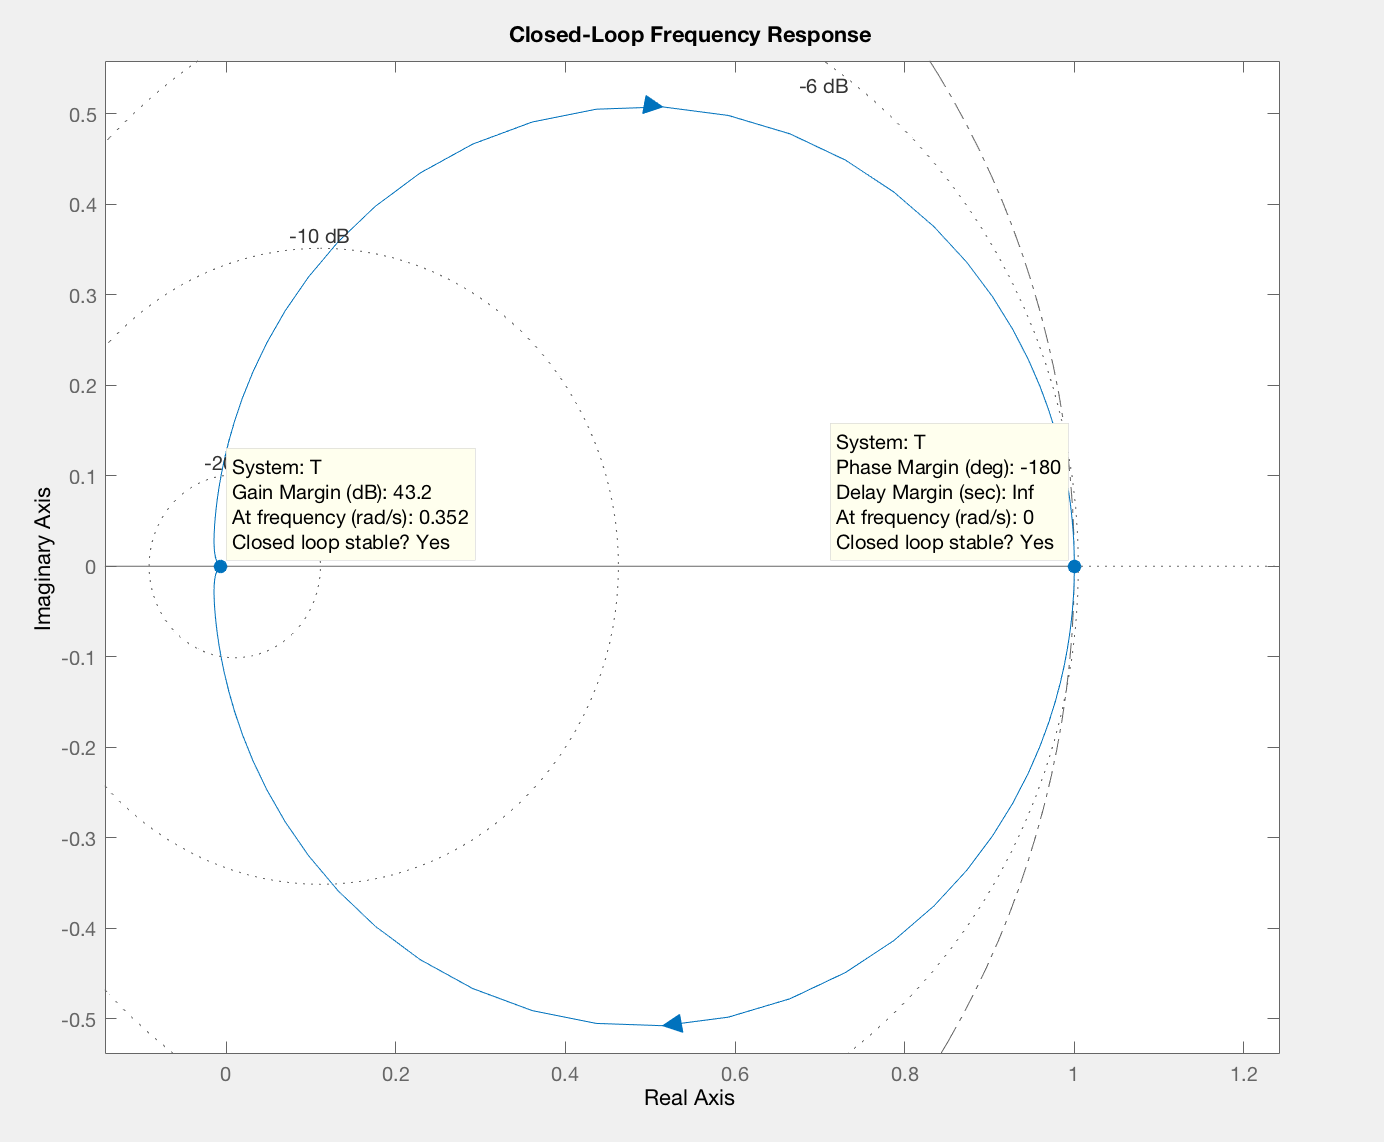 Closed-Loop Frequency Response
0.5
-6 dB
0.4
-10 dB
0.3
0.2
System: T
Phase Margin (deg): -180
Delay Margin (sec): Inf
At frequency (rad/s): 0
Closed loop stable? Yes
0.1
System: T
Gain Margin (dB): 43.2
At frequency (rad/s): 0.352
Closed loop stable? Yes
0
-0.1
-0.2
-0.3
-0.4
-0.5
Imaginary Axis
0 0.2 0.4 0.6 0.8 1 1.2
Real Axis